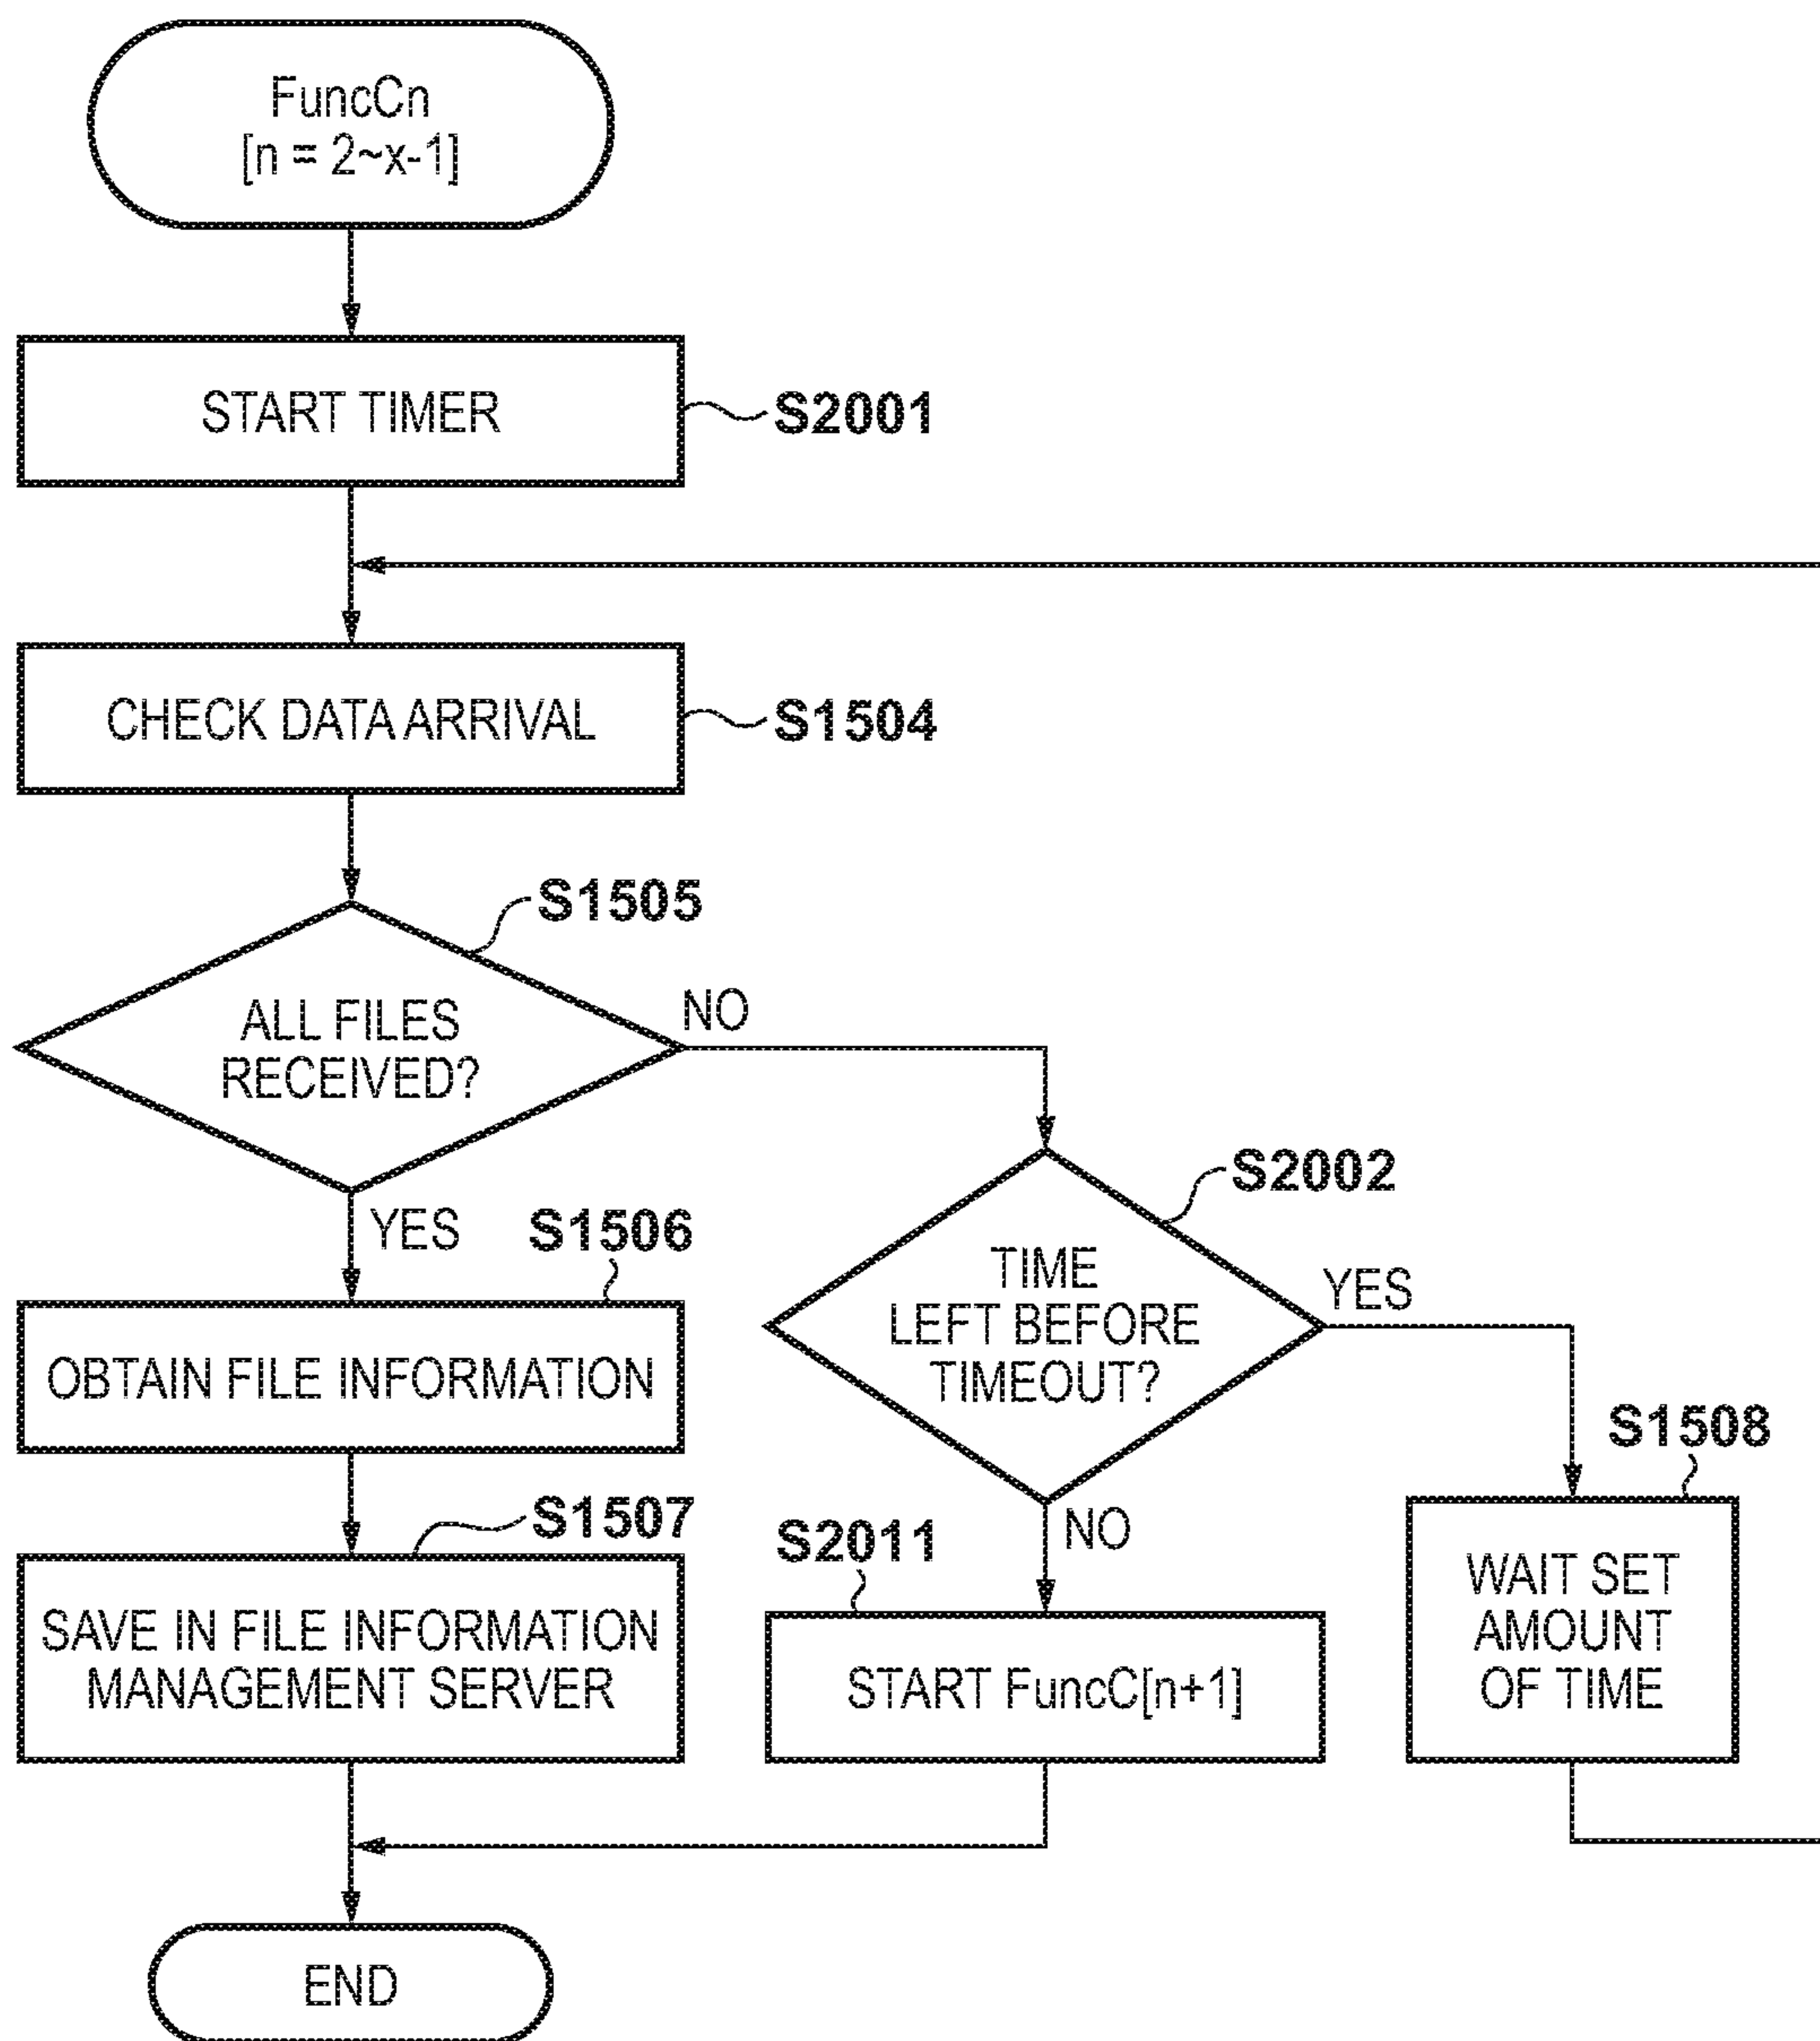 FuncCn
[n = 2~x-1]
START TIMER
S2001
CHECK DATA ARRIVAL
S1504
S1505
ALL FILES
RECEIVED?
NO
YES
S2002
TIME
LEFT BEFORE
TIMEOUT?
YES
NO
S1506
OBTAIN FILE INFORMATION
S1507
SAVE IN FILE INFORMATION
MANAGEMENT SERVER
S2011
START FuncC[n+1]
S1508
WAIT SET
AMOUNT
OF TIME
END